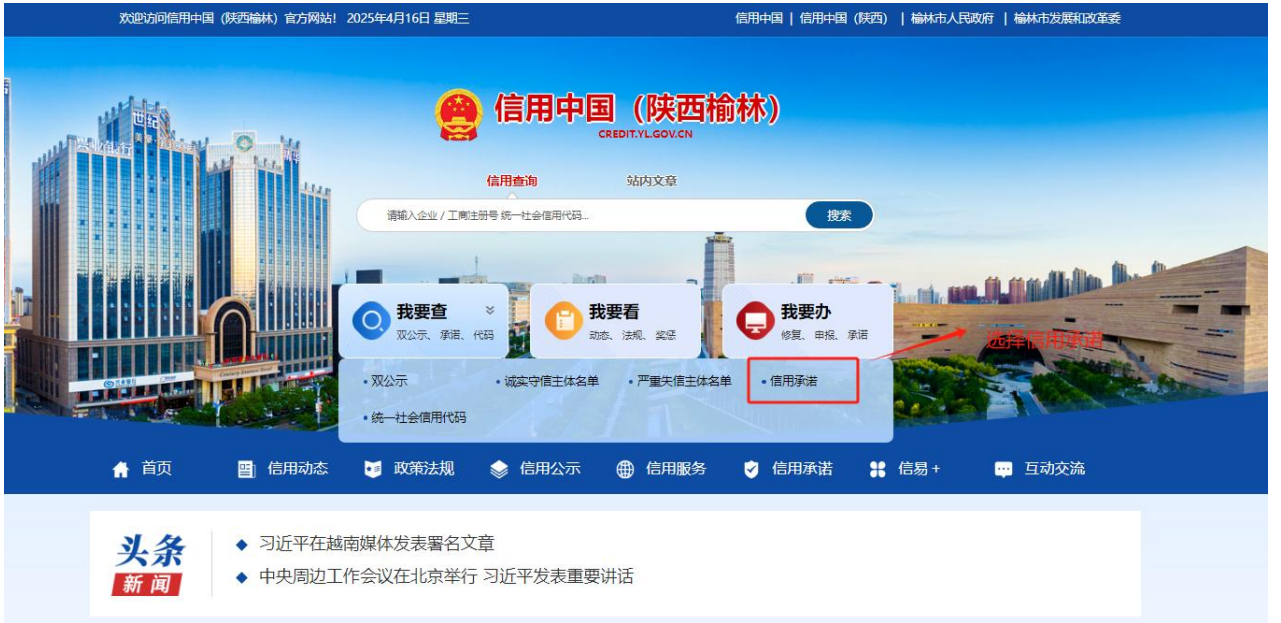 欢迎访问信用中国（陕西榆林）官方网站！ 2025年4月16日 星期三
信用中国 | 信用中国（陕西） | 榆林市人民政府 | 榆林市发展和改革委
信用中国（陕西榆林）
CREDIT.YL.GOV.CN
信用查询 站内文章
请输入企业 / 工商注册号 统一社会信用代码...
搜索
世纪
兴业银行
我要查
双公示、承诺、代码
我要看
动态、法规、奖惩
我要办
修复、申报、承诺
选择信用承诺
• 双公示 • 诚实守信主体名单 • 严重失信主体名单 • 信用承诺
• 统一社会信用代码
首页 信用动态 政策法规 信用公示 信用服务 信用承诺 信易+ 互动交流
头条
新闻
习近平在越南媒体发表署名文章
中央周边工作会议在北京举行 习近平发表重要讲话